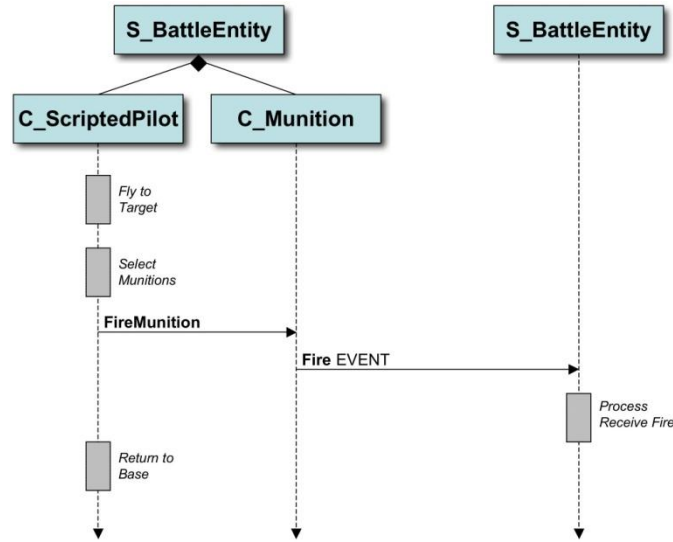 S_BattleEntity
S_BattleEntity
C_ScriptedPilot
C_Munition
Fly to
Target
Select
Munitions
FireMunition
Fire EVENT
Process
Receive Fire
Return to
Base